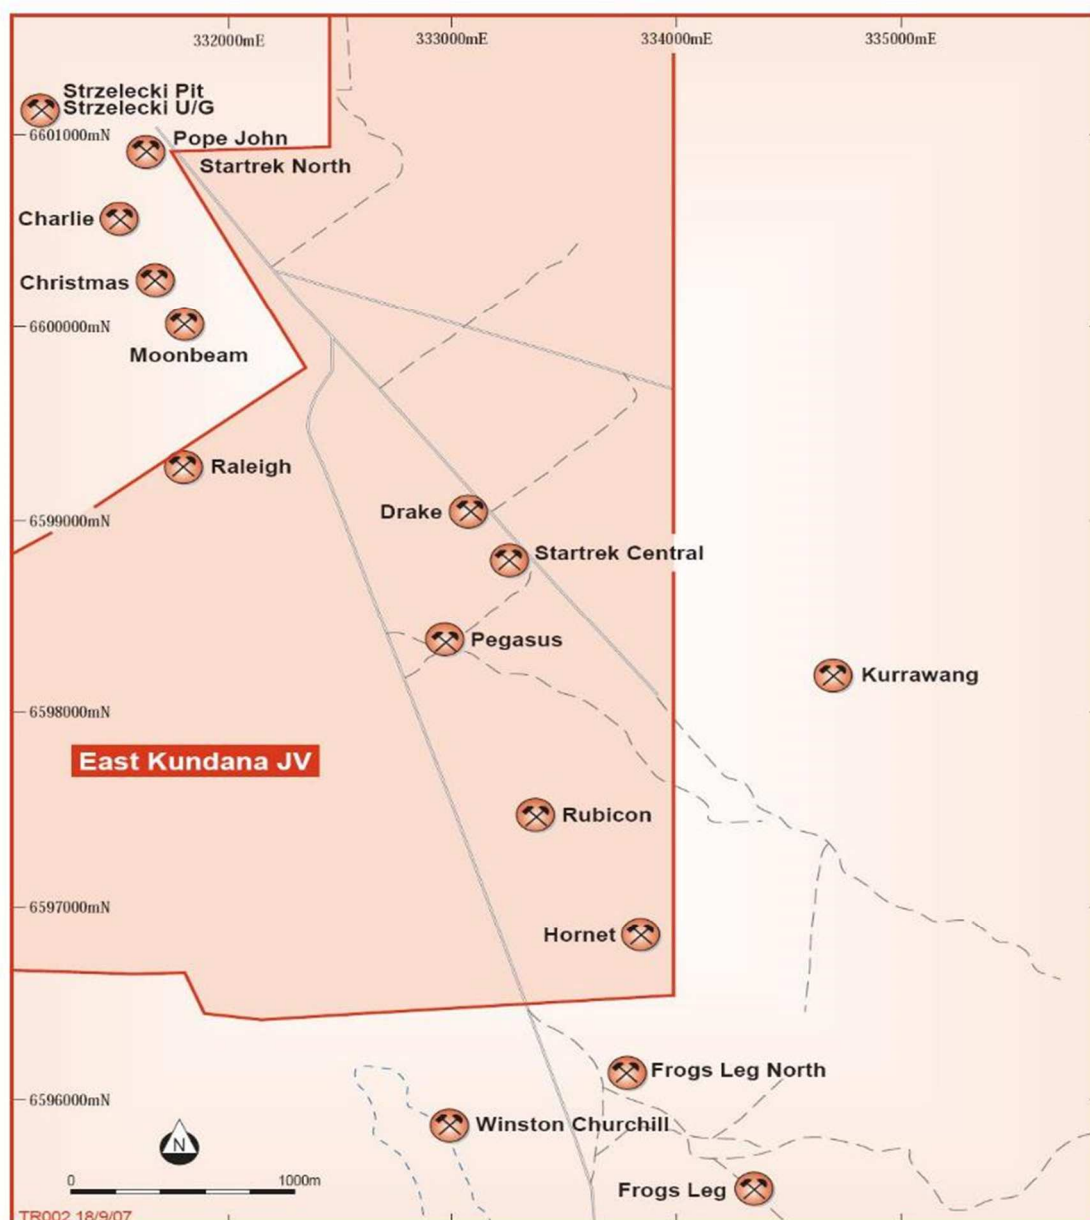 332000mE
333000mE
334000mE
335000mE
Strzelecki Pit
Strzelecki U/G
6601000mN
Pope John
Startrek North
Charlie
Christmas
6600000mN
Moonbeam
Raleigh
Drake
6599000mN
Startrek Central
Pegasus
Kurrawang
6598000mN
East Kundana JV
Rubicon
6597000mN
Hornet
Frogs Leg North
6596000mN
Winston Churchill
N
0 1000m
Frogs Leg
TR002 18/9/07